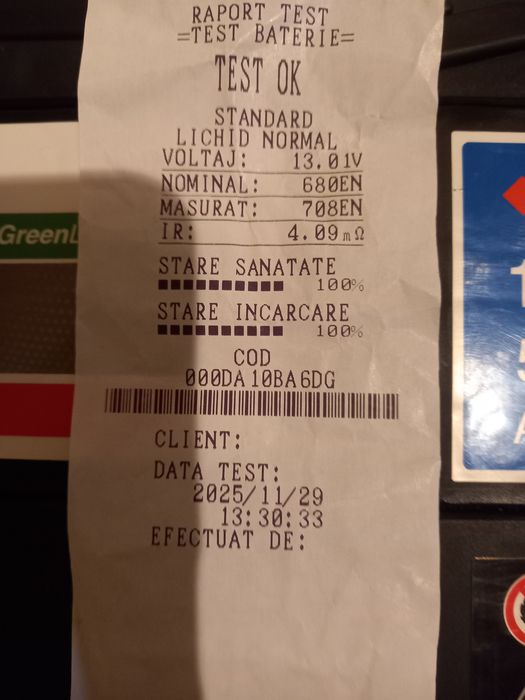 RAPORT TEST
=TEST BATERIE=
TEST OK
STANDARD
LICHID NORMAL
VOLTAJ: 13.01V
NOMINAL: 680EN
MASURAT: 708EN
IR: 4.09mΩ
STARE SANATATE
100%
STARE INCARCARE
100%
COD
000DA10BA6DG
CLIENT:
DATA TEST:
2025/11/29
13:30:33
EFECTUAT DE:
GreenL
1
5
A